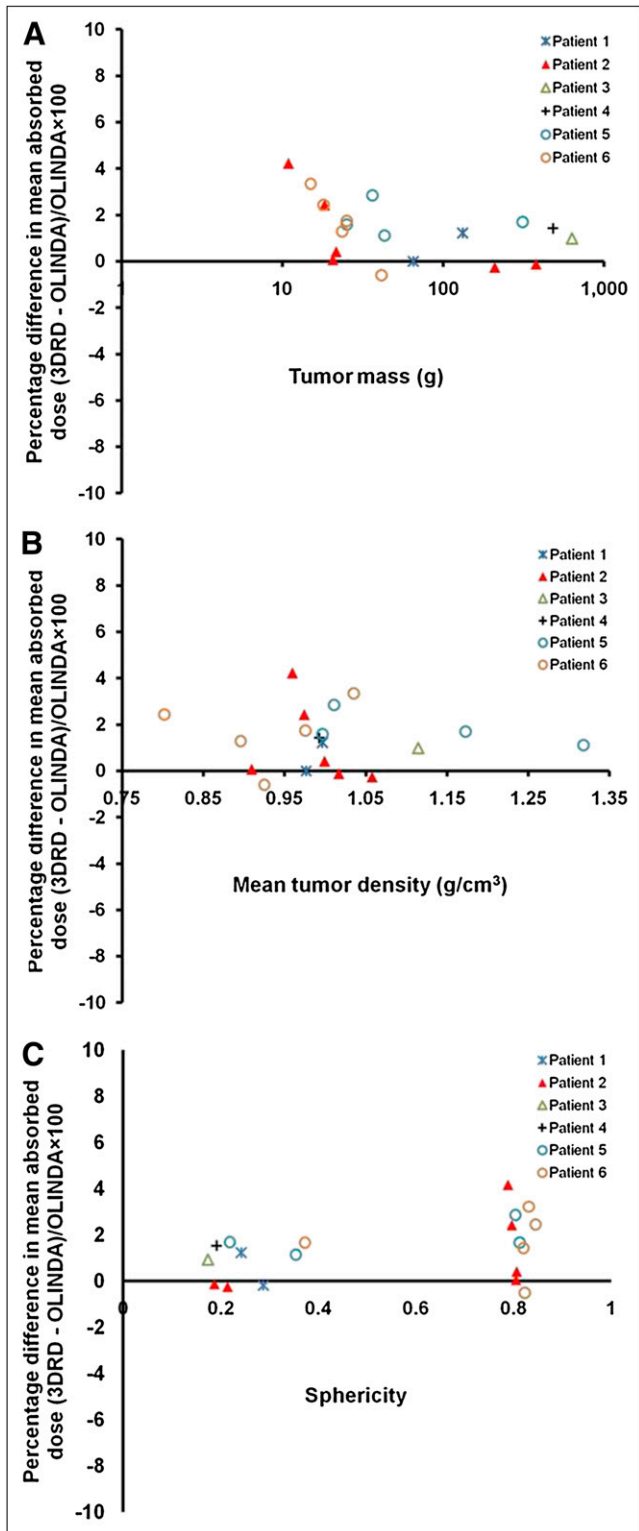 A
Percentage difference in mean absorbed
dose (3DRD - OLINDA)/OLINDA×100
10
8
6
4
2
0
-2
-4
-6
-8
-10
10
100
1,000
Tumor mass (g)
Patient 1
Patient 2
Patient 3
Patient 4
Patient 5
Patient 6
B
Percentage difference in mean absorbed
dose (3DRD - OLINDA)/OLINDA×100
10
8
6
4
2
0
-2
-4
-6
-8
-10
0.75
0.85
0.95
1.05
1.15
1.25
1.35
Mean tumor density (g/cm³)
Patient 1
Patient 2
Patient 3
Patient 4
Patient 5
Patient 6
C
Percentage difference in mean absorbed
dose (3DRD - OLINDA)/OLINDA×100
10
8
6
4
2
0
-2
-4
-6
-8
-10
0
0.2
0.4
0.6
0.8
1
Sphericity
Patient 1
Patient 2
Patient 3
Patient 4
Patient 5
Patient 6